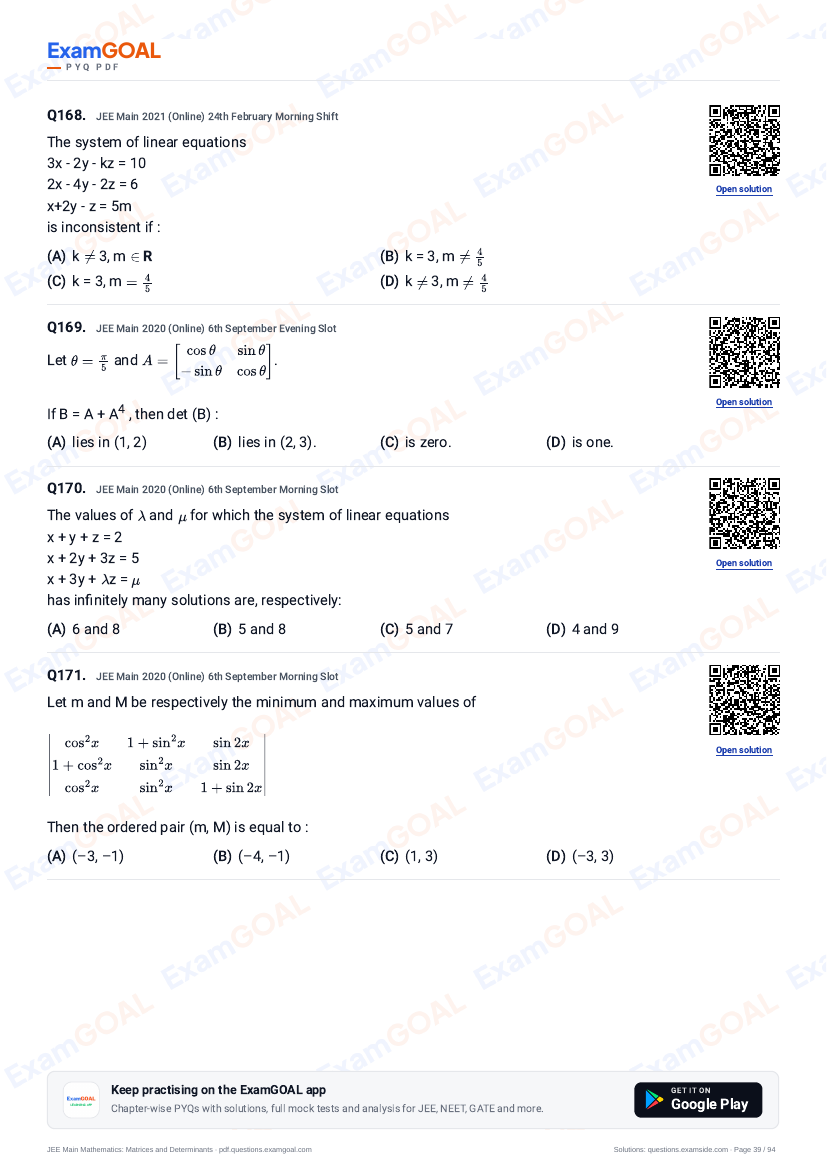 ExamGOAL
PYQ PDF
Q168. JEE Main 2021 (Online) 24th February Morning Shift
The system of linear equations
3x - 2y - kz = 10
2x - 4y - 2z = 6
x+2y - z = 5m
is inconsistent if :
(A) k ≠ 3, m ∈ R (B) k = 3, m ≠ 4/5
(C) k = 3, m = 4/5 (D) k ≠ 3, m ≠ 4/5
Open solution
Q169. JEE Main 2020 (Online) 6th September Evening Slot
Let θ = π/5 and A = [cos θ sin θ
− sin θ cos θ].
If B = A + A⁴ , then det (B) :
(A) lies in (1, 2) (B) lies in (2, 3). (C) is zero. (D) is one.
Open solution
Q170. JEE Main 2020 (Online) 6th September Morning Slot
The values of λ and μ for which the system of linear equations
x + y + z = 2
x + 2y + 3z = 5
x + 3y + λz = μ
has infinitely many solutions are, respectively:
(A) 6 and 8 (B) 5 and 8 (C) 5 and 7 (D) 4 and 9
Open solution
Q171. JEE Main 2020 (Online) 6th September Morning Slot
Let m and M be respectively the minimum and maximum values of
| cos²x 1 + sin²x sin 2x |
| 1 + cos²x sin²x sin 2x |
| cos²x sin²x 1 + sin 2x |
Then the ordered pair (m, M) is equal to :
(A) (−3, −1) (B) (−4, −1) (C) (1, 3) (D) (−3, 3)
Open solution
Keep practising on the ExamGOAL app
Chapter-wise PYQs with solutions, full mock tests and analysis for JEE, NEET, GATE and more.
ExamGOAL
GET IT ON
Google Play
JEE Main Mathematics: Matrices and Determinants · pdf.questions.examgoal.com
Solutions: questions.examside.com · Page 39 / 94